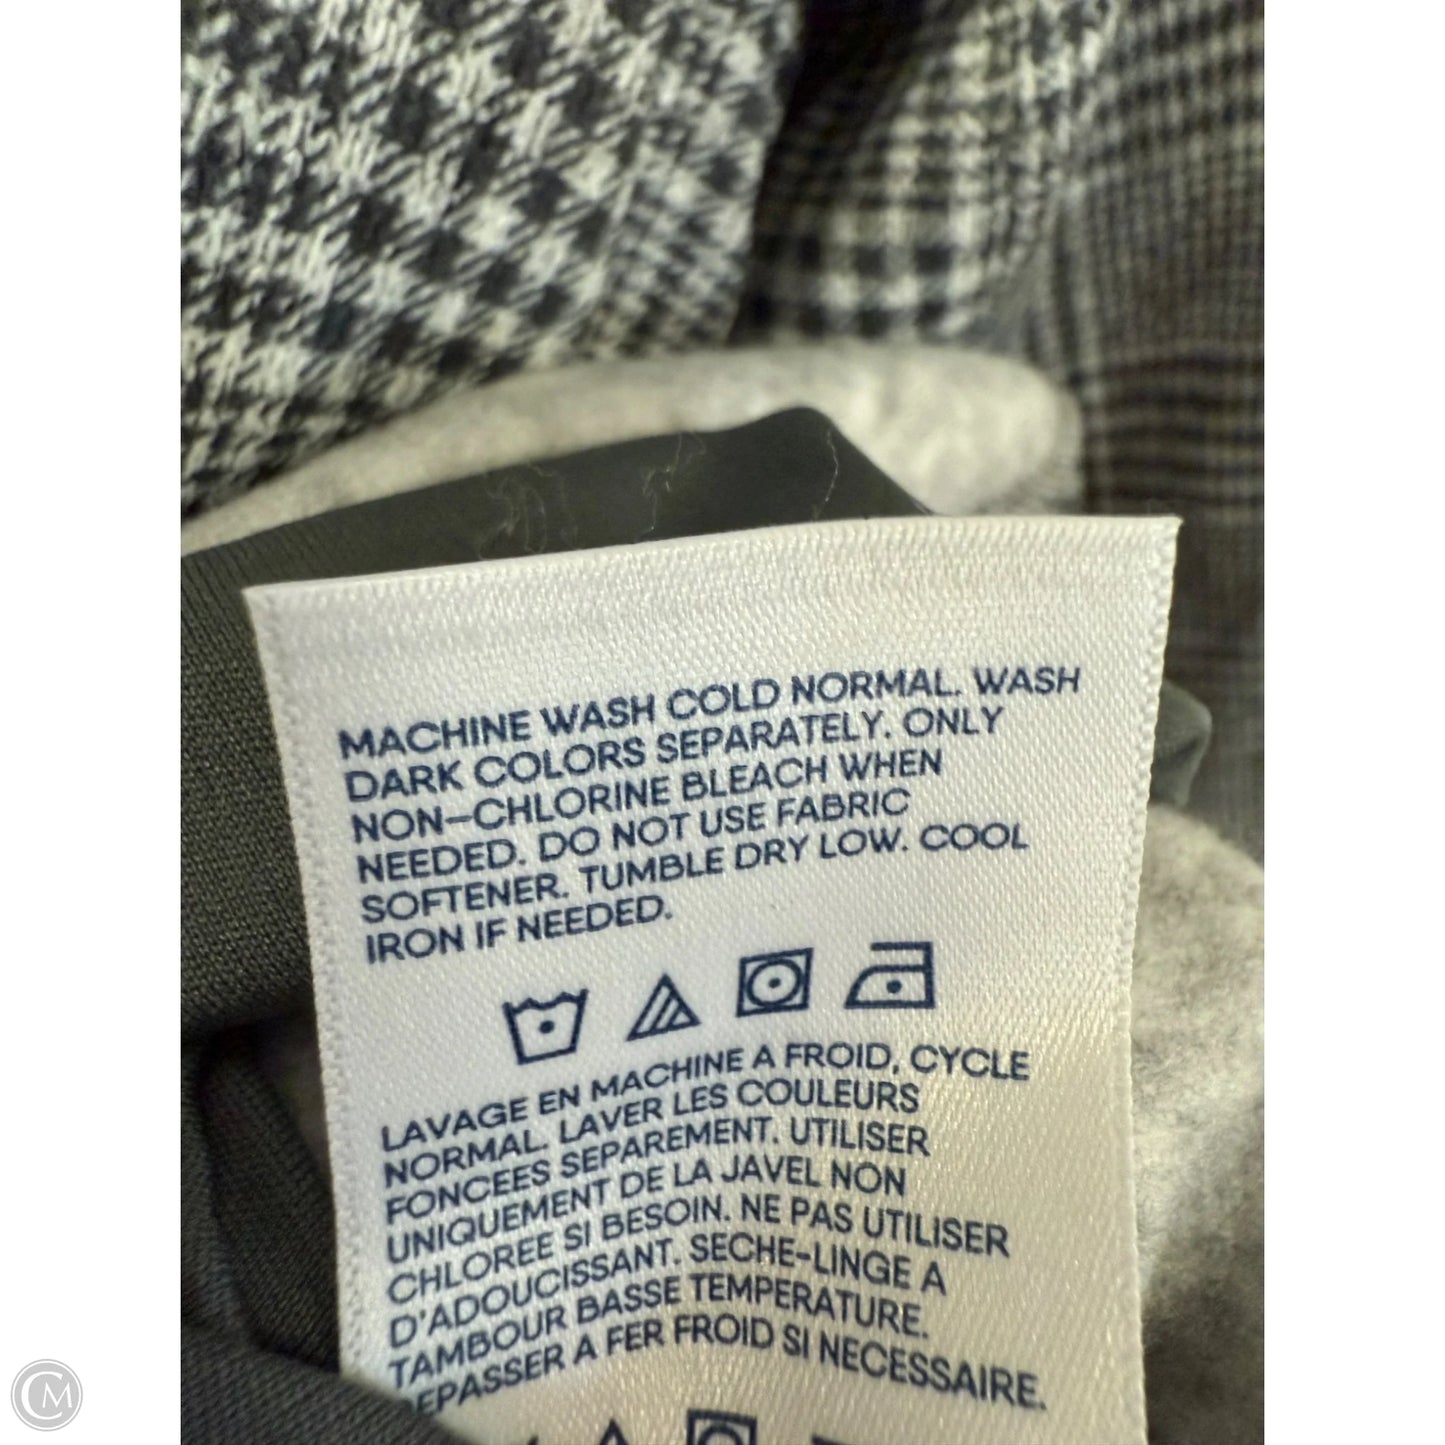 MACHINE WASH COLD NORMAL. WASH
DARK COLORS SEPARATELY. ONLY
NON-CHLORINE BLEACH WHEN
NEEDED. DO NOT USE FABRIC
SOFTENER. TUMBLE DRY LOW. COOL
IRON IF NEEDED.
LAVAGE EN MACHINE A FROID, CYCLE
NORMAL. LAVER LES COULEURS
FONCEES SEPAREMENT. UTILISER
UNIQUEMENT DE LA JAVEL NON
CHLOREE SI BESOIN. NE PAS UTILISER
D'ADOUCISSANT. SECHE-LINGE A
TAMBOUR BASSE TEMPERATURE.
EPASSER A FER FROID SI NECESSAIRE.
CM